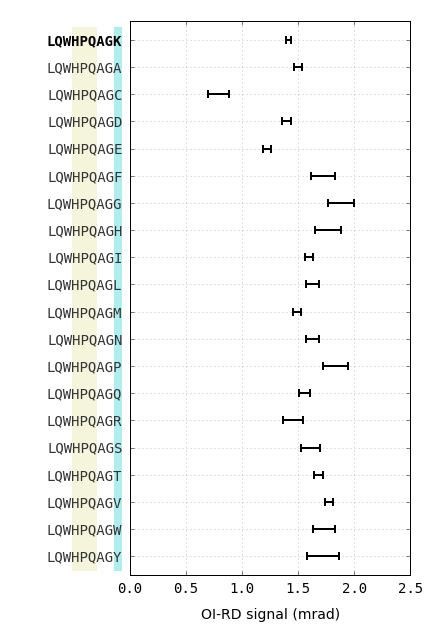 LQWHPQAGK
LQWHPQAGA
LQWHPQAGC
LQWHPQAGD
LQWHPQAGE
LQWHPQAGF
LQWHPQAGG
LQWHPQAGH
LQWHPQAGI
LQWHPQAGL
LQWHPQAGM
LQWHPQAGN
LQWHPQAGP
LQWHPQAGQ
LQWHPQAGR
LQWHPQAGS
LQWHPQAGT
LQWHPQAGV
LQWHPQAGW
LQWHPQAGY
0.0 0.5 1.0 1.5 2.0 2.5
OI-RD signal (mrad)